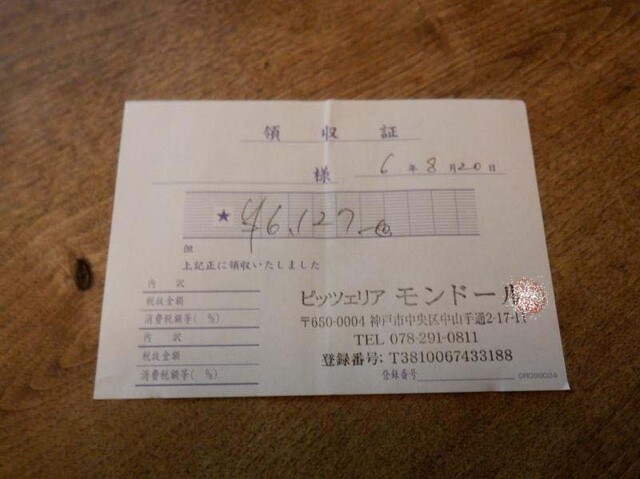 領収証
様
6年8月20日
★ ¥6,127-
但
上記正に領収いたしました
内訳
税抜金額
消費税額等( %)
内訳
税抜金額
消費税額等( %)
ピッツェリア モンドール
〒650-0004 神戸市中央区中山手通2-17-11
TEL 078-291-0811
登録番号: T3810067433188
登録番号